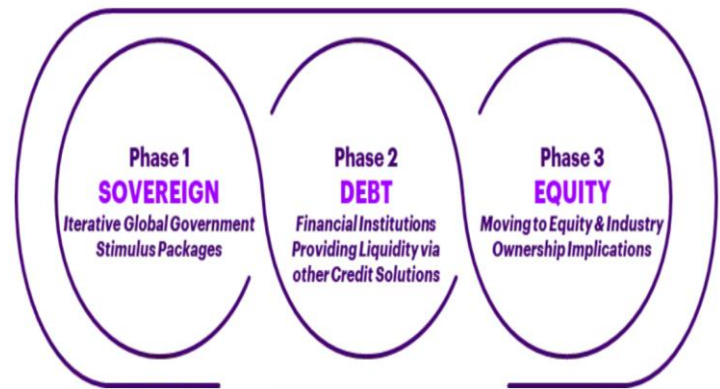 Phase 1
SOVEREIGN
Iterative Global Government
Stimulus Packages
Phase 2
DEBT
Financial Institutions
Providing Liquidity via
other Credit Solutions
Phase 3
EQUITY
Moving to Equity & Industry
Ownership Implications